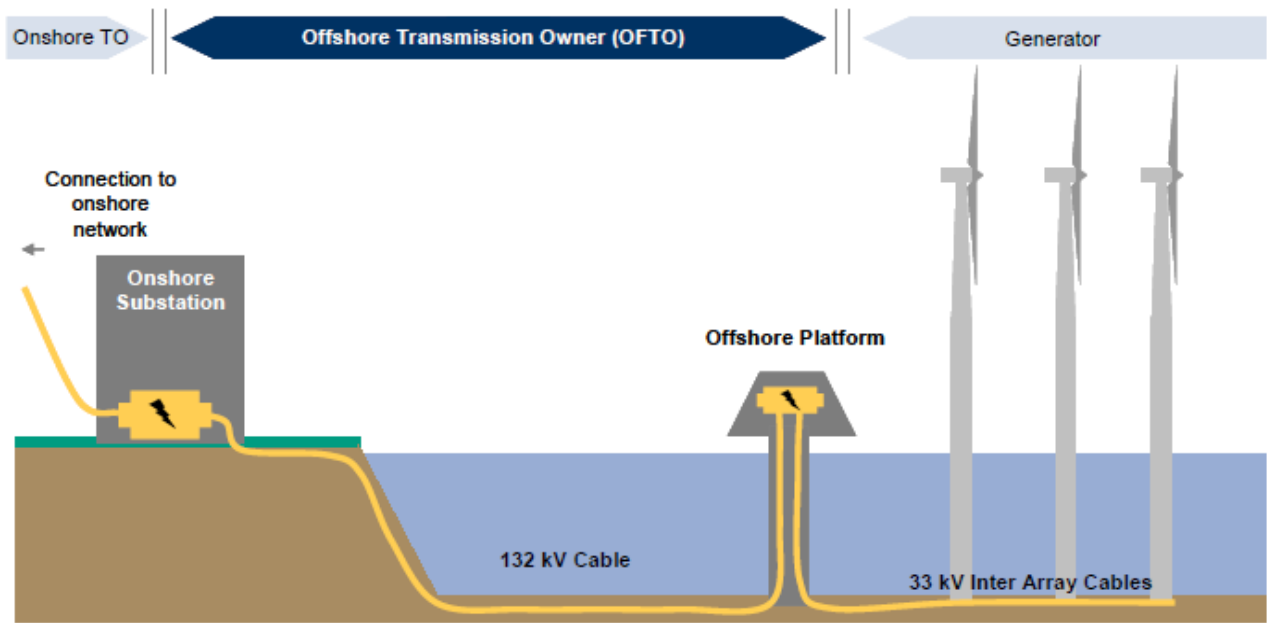 Onshore TO
Offshore Transmission Owner (OFTO)
Generator
Connection to
onshore
network
Onshore
Substation
Offshore Platform
132 kV Cable
33 kV Inter Array Cables